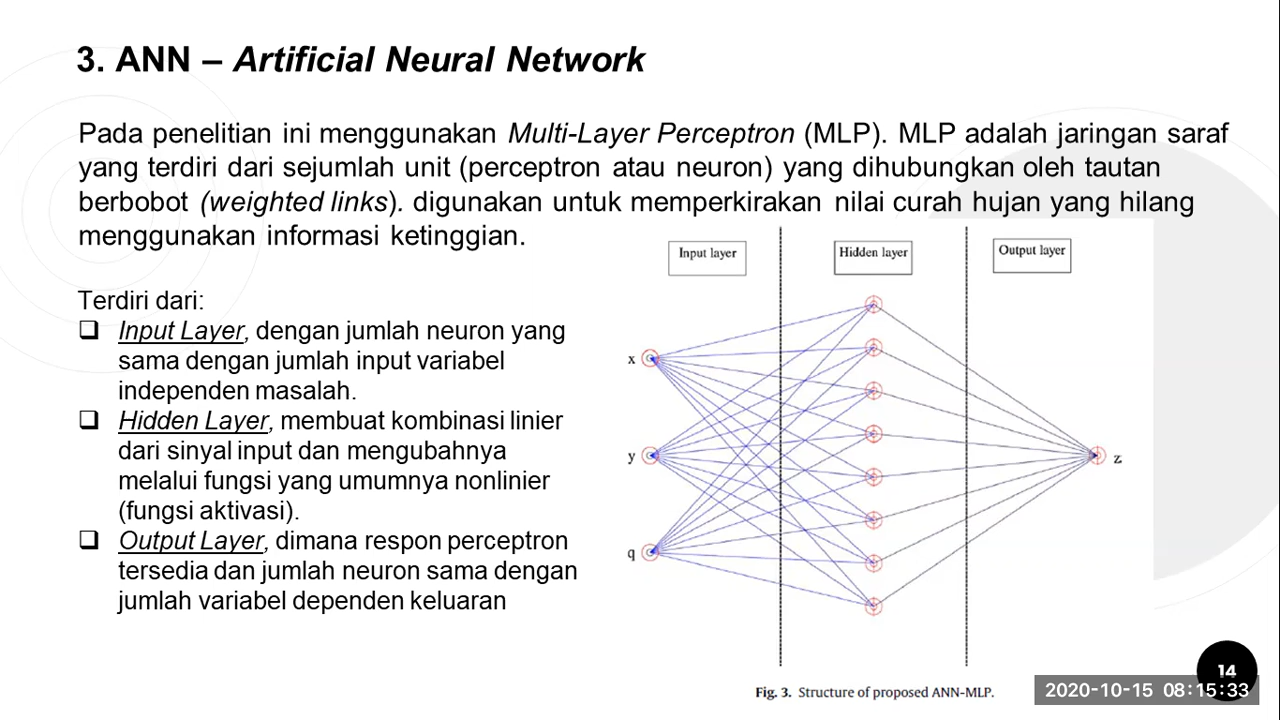 3. ANN – Artificial Neural Network
Pada penelitian ini menggunakan Multi-Layer Perceptron (MLP). MLP adalah jaringan saraf
yang terdiri dari sejumlah unit (perceptron atau neuron) yang dihubungkan oleh tautan
berbobot (weighted links). digunakan untuk memperkirakan nilai curah hujan yang hilang
menggunakan informasi ketinggian.
Terdiri dari:
❑ Input Layer, dengan jumlah neuron yang
sama dengan jumlah input variabel
independen masalah.
❑ Hidden Layer, membuat kombinasi linier
dari sinyal input dan mengubahnya
melalui fungsi yang umumnya nonlinier
(fungsi aktivasi).
❑ Output Layer, dimana respon perceptron
tersedia dan jumlah neuron sama dengan
jumlah variabel dependen keluaran
Input layer
Hidden layer
Output layer
x
y
q
z
Fig. 3. Structure of proposed ANN-MLP.
14
2020-10-15 08:15:33